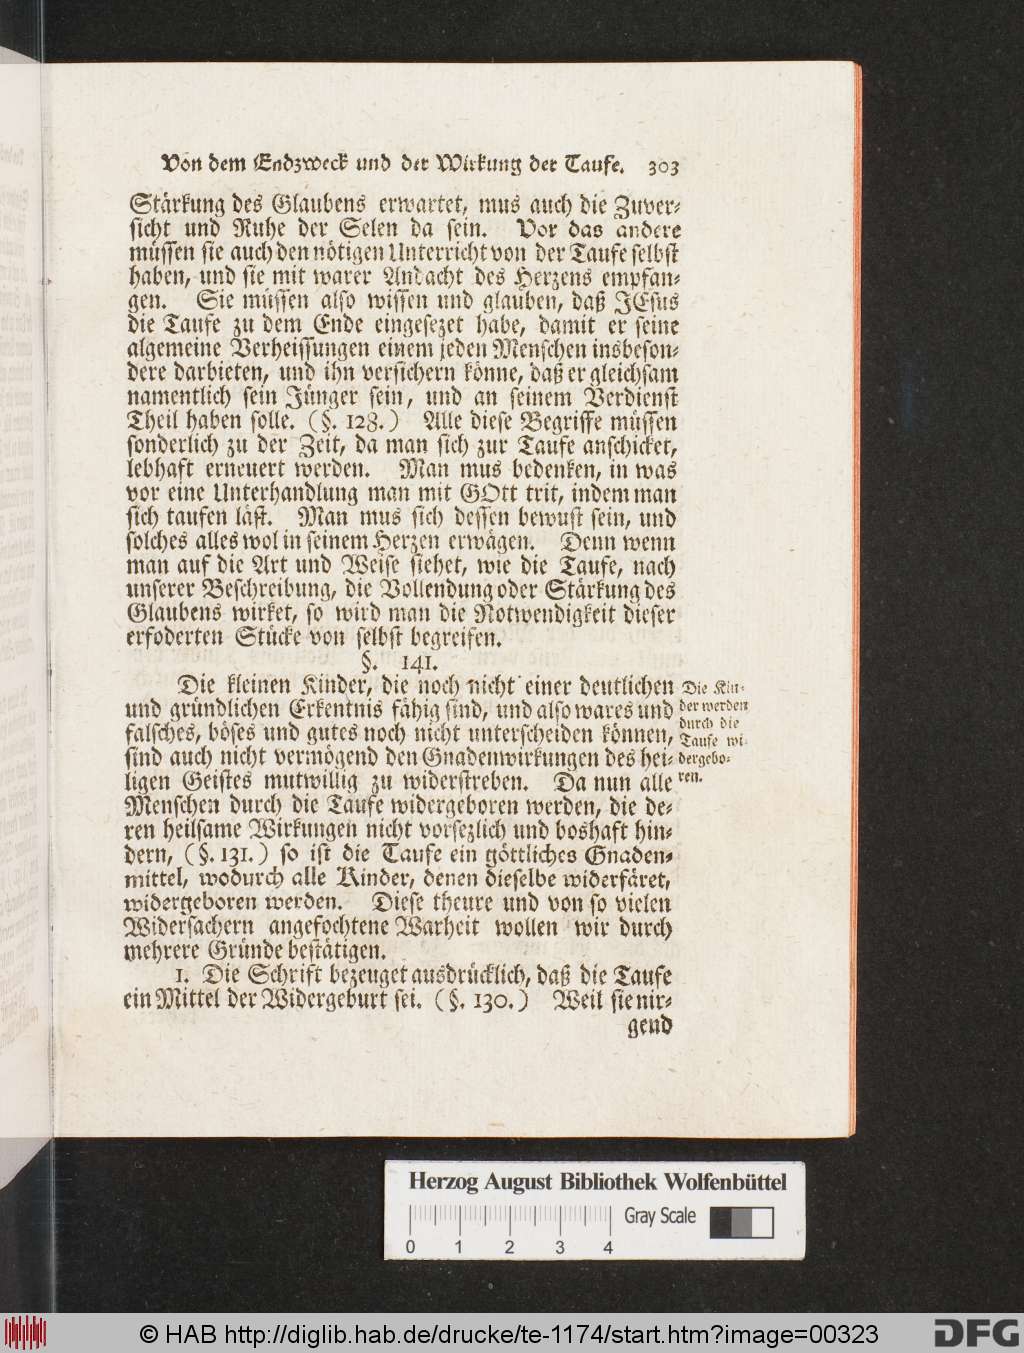 Von dem Endzweck und der Wirkung der Taufe. 303
Stärkung des Glaubens erwartet, mus auch die Zuver-
sicht und Ruhe der Selen da sein. Vor das andere
müssen sie auch den nötigen Unterricht von der Taufe selbst
haben, und sie mit warer Andacht des Herzens empfan-
gen. Sie müssen also wissen und glauben, daß JEsus
die Taufe zu dem Ende eingesezet habe, damit er seine
algemeine Verheissungen einem jeden Menschen insbeson-
dere darbieten, und ihn versichern könne, daß er gleichsam
namentlich sein Jünger sein, und an seinem Verdienst
Theil haben solle. (§. 128.) Alle diese Begriffe müssen
sonderlich zu der Zeit, da man sich zur Taufe anschicket,
lebhaft erneuert werden. Man mus bedenken, in was
vor eine Unterhandlung man mit GOtt trit, indem man
sich taufen läst. Man mus sich dessen bewust sein, und
solches alles wol in seinem Herzen erwägen. Denn wenn
man auf die Art und Weise siehet, wie die Taufe, nach
unserer Beschreibung, die Vollendung oder Stärkung des
Glaubens wirket, so wird man die Notwendigkeit dieser
erfoderten Stücke von selbst begreifen.
§. 141.
Die kleinen Kinder, die noch nicht einer deutlichen
und gründlichen Erkentnis fähig sind, und also wares und
falsches, böses und gutes noch nicht unterscheiden können,
sind auch nicht vermögend den Gnadenwirkungen des hei-
ligen Geistes mutwillig zu widerstreben. Da nun alle
Menschen durch die Taufe widergeboren werden, die de-
ren heilsame Wirkungen nicht vorsezlich und boshaft hin-
dern, (§. 131.) so ist die Taufe ein göttliches Gnaden-
mittel, wodurch alle Kinder, denen dieselbe widerfäret,
widergeboren werden. Diese theure und von so vielen
Widersachern angefochtene Warheit wollen wir durch
mehrere Gründe bestätigen.
1. Die Schrift bezeuget ausdrücklich, daß die Taufe
ein Mittel der Widergeburt sei. (§. 130.) Weil sie nir-
gend
Die Kin-
der werden
durch die
Taufe wi-
dergebo-
ren.
Herzog August Bibliothek Wolfenbüttel
Gray Scale
0 1 2 3 4
© HAB http://diglib.hab.de/drucke/te-1174/start.htm?image=00323
DFG